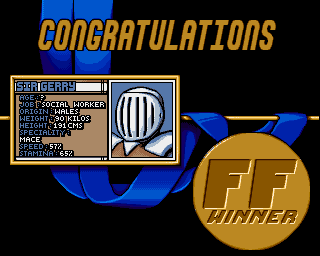 CONGRATULATIONS
SIR GERRY
AGE: ?
JOB: SOCIAL WORKER
ORIGIN: WALES
WEIGHT: 90 KILOS
HEIGHT: 191 CMS
SPECIALITY:
MACE
SPEED: 57%
STAMINA: 65%
FF
WINNER